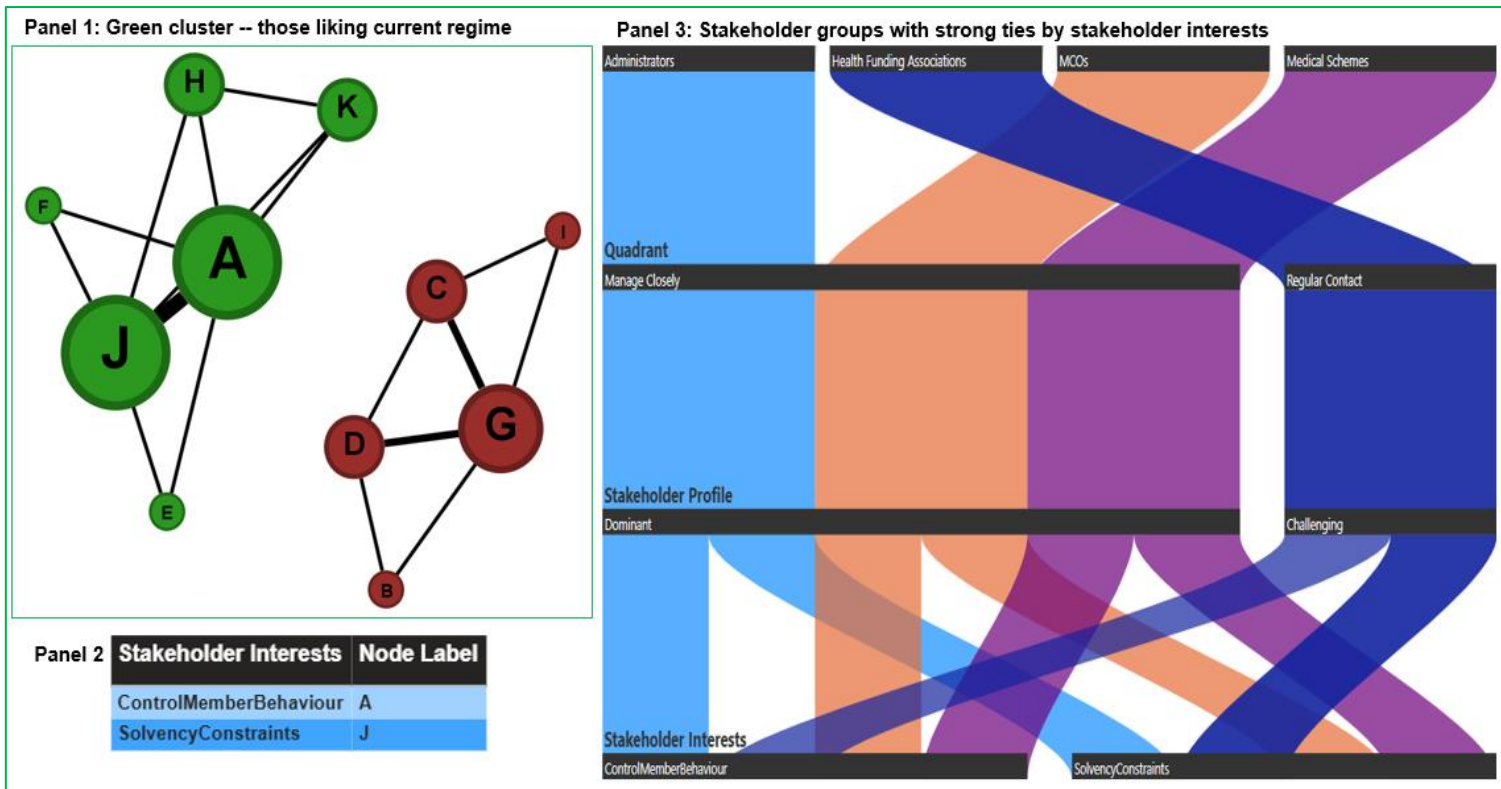 Panel 1: Green cluster -- those liking current regime
H
K
F
A
J
E
I
C
G
D
B
Panel 2
Stakeholder Interests Node Label
ControlMemberBehaviour A
SolvencyConstraints J
Panel 3: Stakeholder groups with strong ties by stakeholder interests
Administrators Health Funding Associations MCOs Medical Schemes
Quadrant
Manage Closely Regular Contact
Stakeholder Profile
Dominant Challenging
Stakeholder Interests
ControlMemberBehaviour SolvencyConstraints